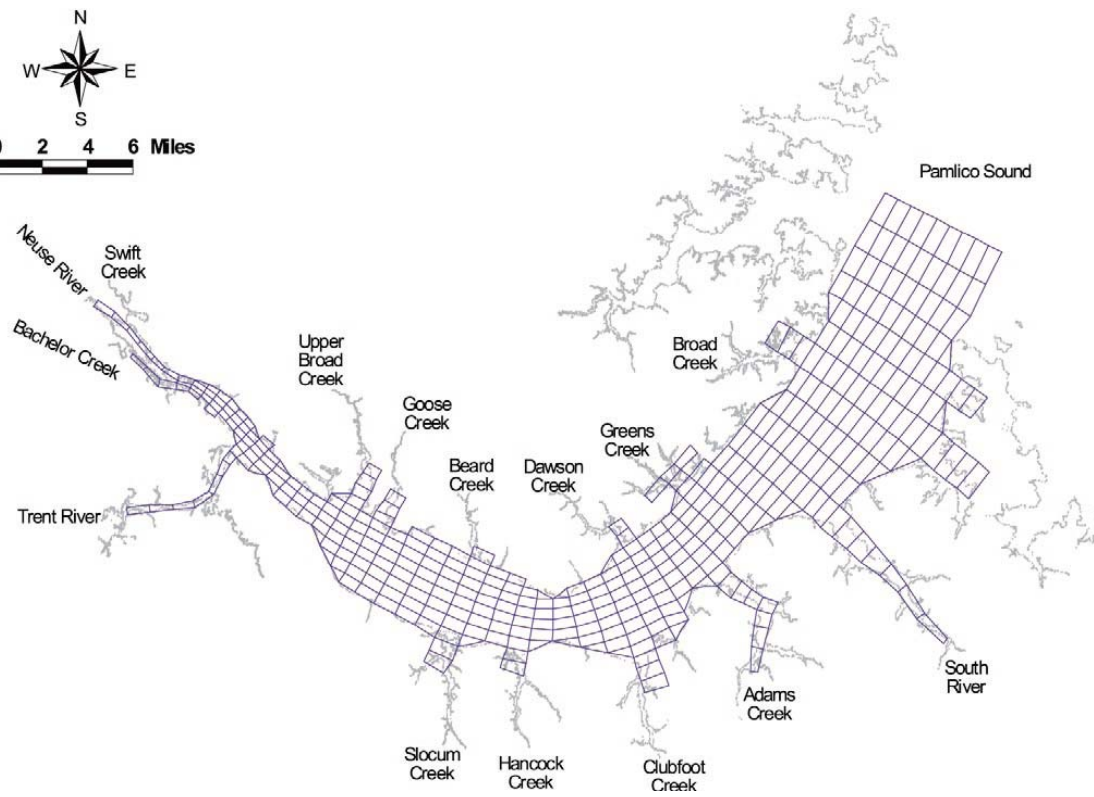 N
W
E
S
0 2 4 6 Miles
Pamlico Sound
Neuse River
Swift
Creek
Bachelor Creek
Upper
Broad
Creek
Goose
Creek
Broad
Creek
Greens
Creek
Beard
Creek
Dawson
Creek
Trent River
South
River
Adams
Creek
Slocum
Creek
Hancock
Creek
Clubfoot
Creek